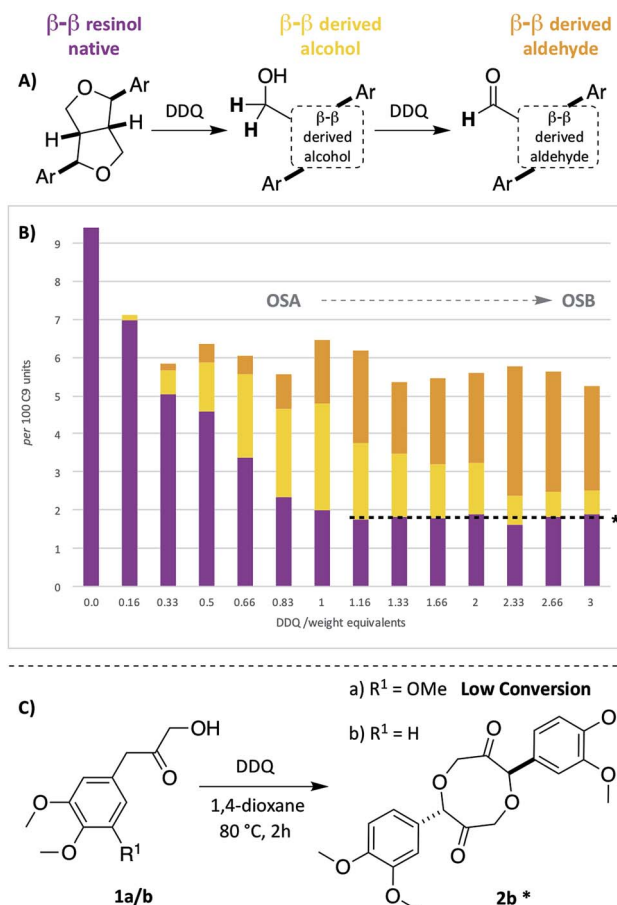 β-β resinol
native
β-β derived
alcohol
β-β derived
aldehyde
A)
O
Ar
H
H
Ar
O
DDQ
OH
H
H
Ar
β-β
derived
alcohol
Ar
DDQ
O
H
Ar
β-β
derived
aldehyde
Ar
B)
9
8
7
6
5
4
3
2
1
0
per 100 C9 units
OSA
OSB
*
0.0 0.16 0.33 0.5 0.66 0.83 1 1.16 1.33 1.66 2 2.33 2.66 3
DDQ /weight equivalents
C)
a) R¹ = OMe Low Conversion
b) R¹ = H
OH
O
O
O
R¹
1a/b
DDQ
1,4-dioxane
80 °C, 2h
O
O
O
O
O
O
O
O
2b *